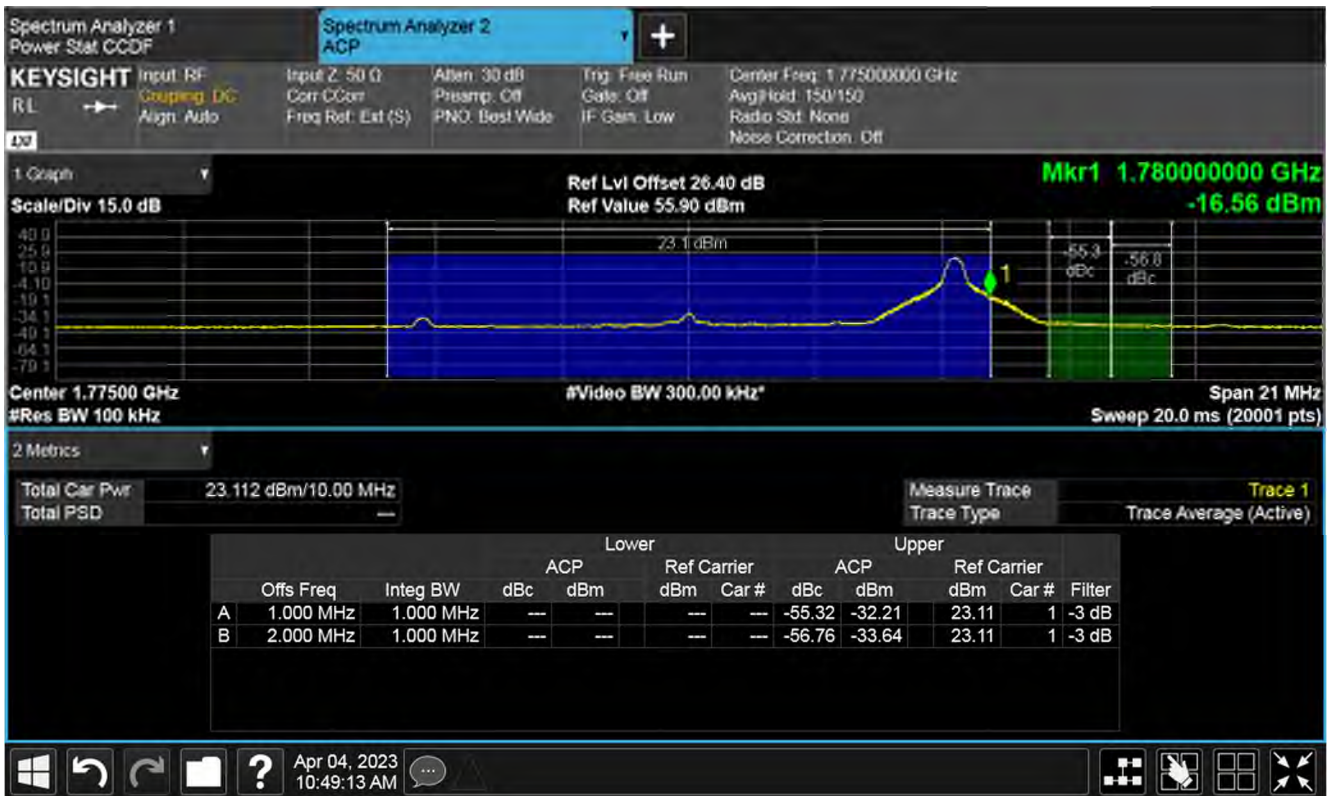 Spectrum Analyzer 1
Power Stat CCDF
Spectrum Analyzer 2
ACP
KEYSIGHT
RL
Input: RF
Coupling: DC
Align: Auto
Input Z: 50 Ω
Corr CCorr
Freq Ref: Ext (S)
Atten: 30 dB
Preamp: Off
PNO: Best Wide
Trig: Free Run
Gate: Off
IF Gain: Low
Center Freq: 1.775000000 GHz
Avg|Hold: 150/150
Radio Std: None
Noise Correction: Off
1 Graph
Scale/Div 15.0 dB
Ref Lvl Offset 26.40 dB
Ref Value 55.90 dBm
Mkr1 1.780000000 GHz
-16.56 dBm
40.9
25.9
10.9
-4.10
-19.1
-34.1
-49.1
-64.1
-79.1
23.1 dBm
-55.3
dBc
-56.8
dBc
1
Center 1.77500 GHz
#Video BW 300.00 kHz*
Span 21 MHz
#Res BW 100 kHz
Sweep 20.0 ms (20001 pts)
2 Metrics
Total Car Pwr 23.112 dBm/10.00 MHz
Total PSD ---
Measure Trace Trace 1
Trace Type Trace Average (Active)
Lower Upper
ACP Ref Carrier ACP Ref Carrier
Offs Freq Integ BW dBc dBm dBm Car # dBc dBm dBm Car # Filter
A 1.000 MHz 1.000 MHz --- --- --- --- -55.32 -32.21 23.11 1 -3 dB
B 2.000 MHz 1.000 MHz --- --- --- --- -56.76 -33.64 23.11 1 -3 dB
Apr 04, 2023
10:49:13 AM